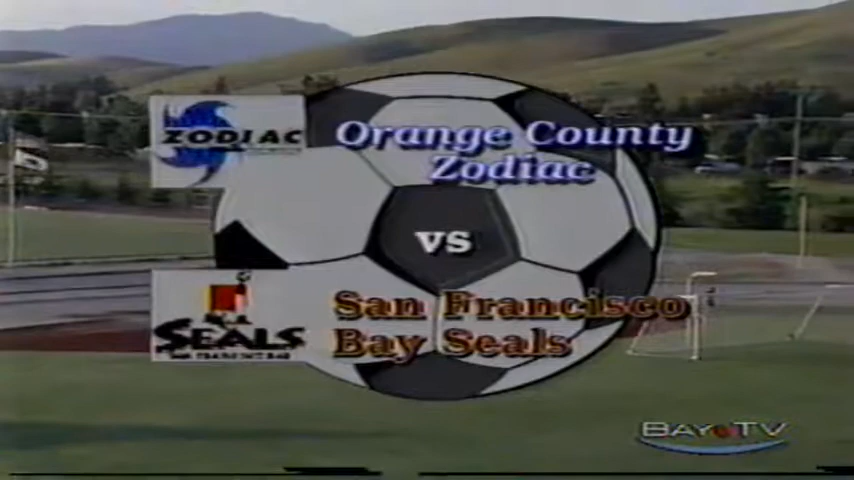 ZODIAC
Orange County
Zodiac
vs
SEALS
San Francisco
Bay Seals
BAY TV